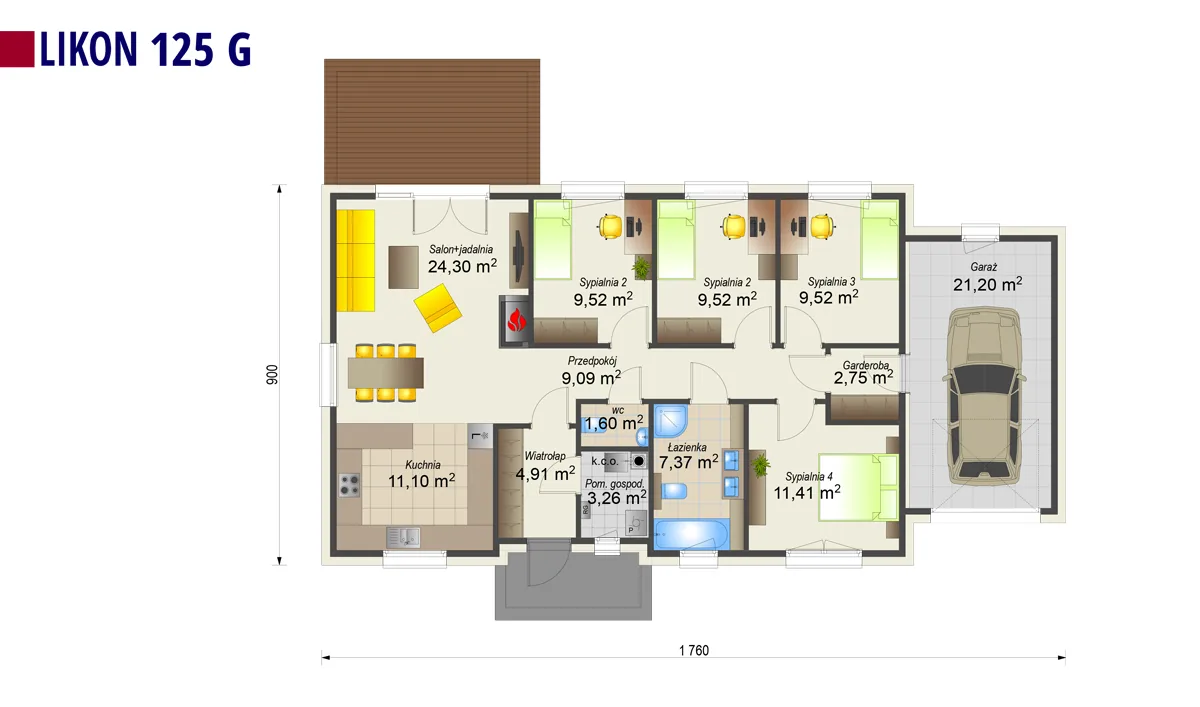 LIKON 125 G
Salon+jadalnia
24,30 m²
Sypialnia 2
9,52 m²
Sypialnia 2
9,52 m²
Sypialnia 3
9,52 m²
Garaż
21,20 m²
Przedpokój
9.09 m²
Garderoba
2,75 m²
900
wc
1,60 m²
L
Kuchnia
11,10 m²
Wiatrołap
4,91 m²
k.c.o.
Pom. gospod.
3,26 m²
RG
P
Łazienka
7,37 m²
Sypialnia 4
11,41 m²
1 760